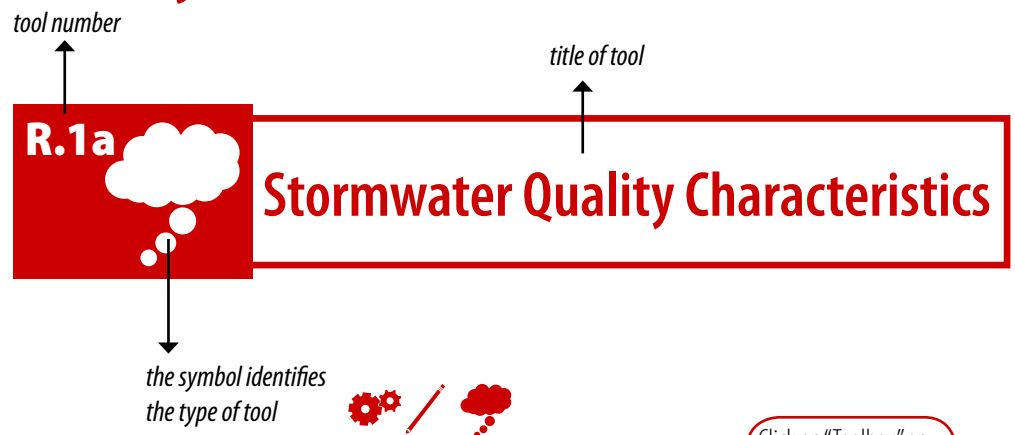 tool number
title of tool
R.1a
Stormwater Quality Characteristics
the symbol identifies
the type of tool